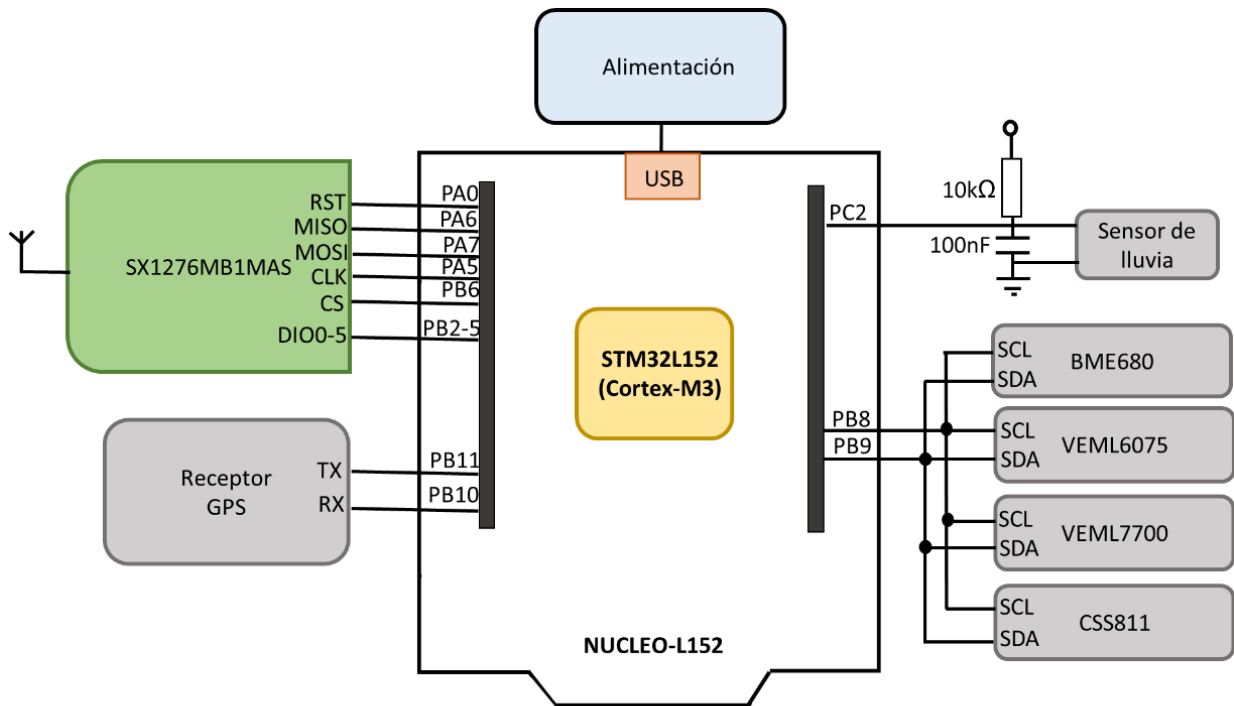 Alimentación
USB
SX1276MB1MAS
RST
MISO
MOSI
CLK
CS
DIO0-5
PA0
PA6
PA7
PA5
PB6
PB2-5
Receptor
GPS
TX
RX
PB11
PB10
STM32L152
(Cortex-M3)
NUCLEO-L152
PC2
10kΩ
100nF
Sensor de
lluvia
PB8
PB9
SCL
SDA
BME680
SCL
SDA
VEML6075
SCL
SDA
VEML7700
SCL
SDA
CSS811